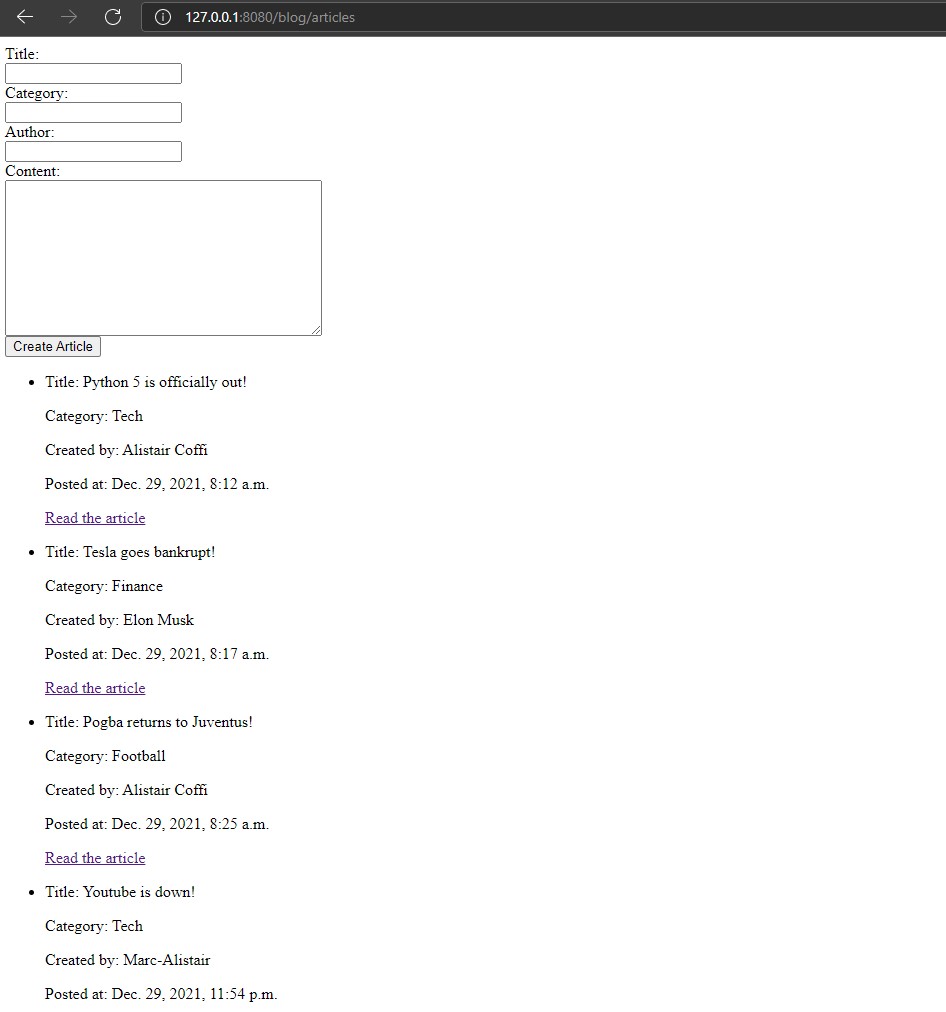 127.0.0.1:8080/blog/articles
Title:
Category:
Author:
Content:
Create Article
Title: Python 5 is officially out!
Category: Tech
Created by: Alistair Coffi
Posted at: Dec. 29, 2021, 8:12 a.m.
Read the article
Title: Tesla goes bankrupt!
Category: Finance
Created by: Elon Musk
Posted at: Dec. 29, 2021, 8:17 a.m.
Read the article
Title: Pogba returns to Juventus!
Category: Football
Created by: Alistair Coffi
Posted at: Dec. 29, 2021, 8:25 a.m.
Read the article
Title: Youtube is down!
Category: Tech
Created by: Marc-Alistair
Posted at: Dec. 29, 2021, 11:54 p.m.